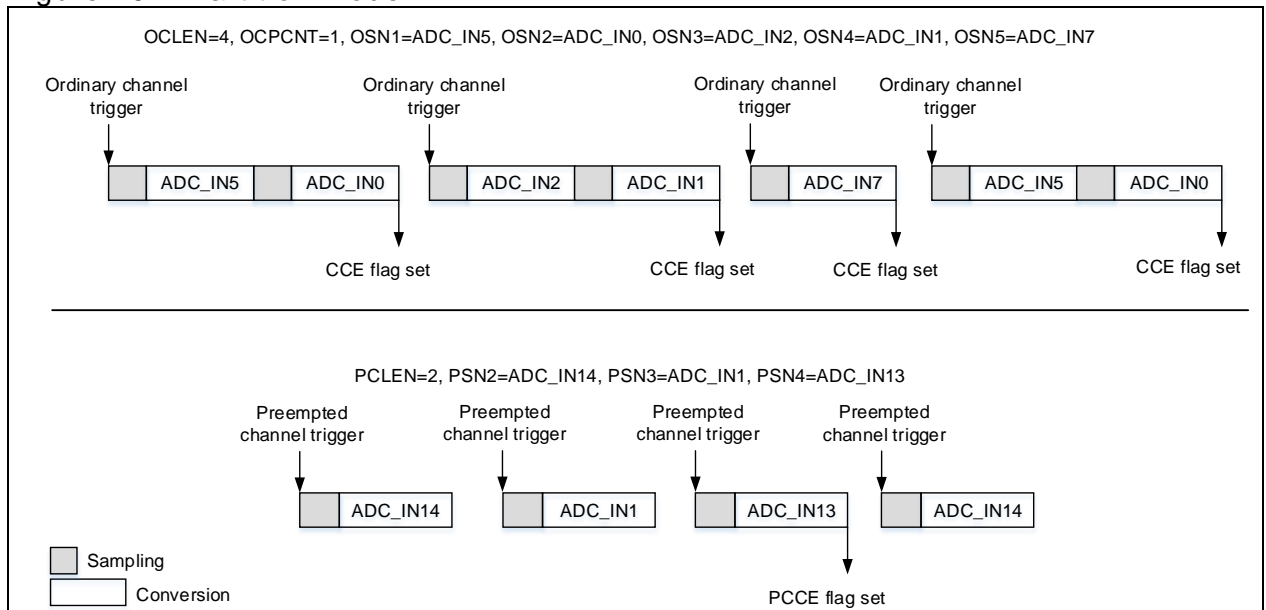 OCLEN=4, OCPCNT=1, OSN1=ADC_IN5, OSN2=ADC_IN0, OSN3=ADC_IN2, OSN4=ADC_IN1, OSN5=ADC_IN7
Ordinary channel
trigger
Ordinary channel
trigger
Ordinary channel
trigger
Ordinary channel
trigger
ADC_IN5
ADC_IN0
ADC_IN2
ADC_IN1
ADC_IN7
ADC_IN5
ADC_IN0
CCE flag set
CCE flag set
CCE flag set
CCE flag set
PCLEN=2, PSN2=ADC_IN14, PSN3=ADC_IN1, PSN4=ADC_IN13
Preempted
channel trigger
Preempted
channel trigger
Preempted
channel trigger
Preempted
channel trigger
ADC_IN14
ADC_IN1
ADC_IN13
ADC_IN14
Sampling
Conversion
PCCE flag set